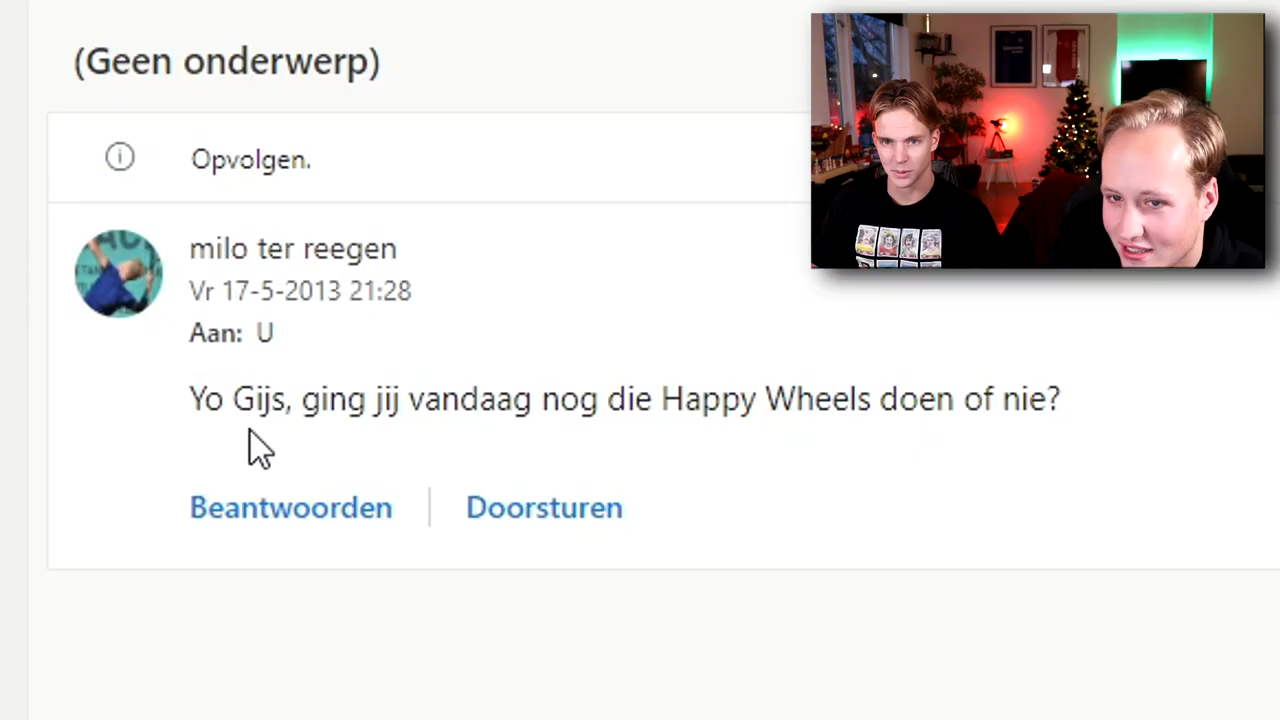 (Geen onderwerp)
Opvolgen.
milo ter reegen
Vr 17-5-2013 21:28
Aan: U
Yo Gijs, ging jij vandaag nog die Happy Wheels doen of nie?
Beantwoorden
Doorsturen